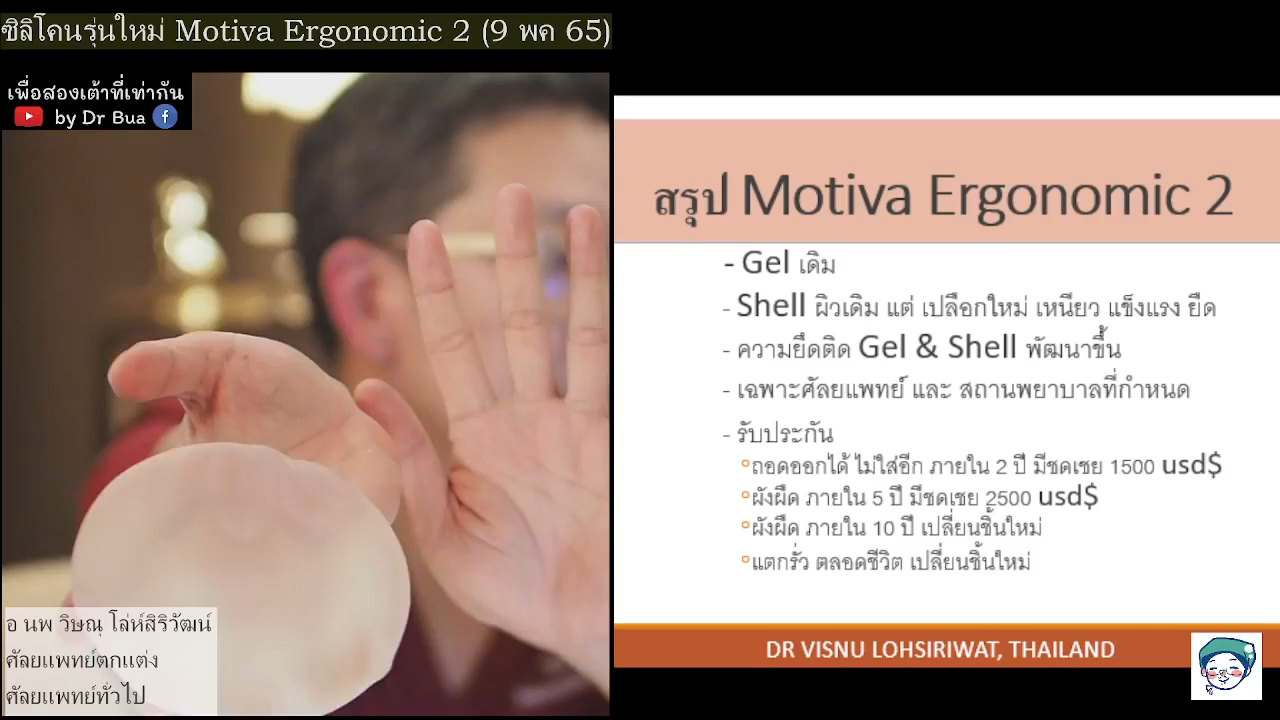 ซิลิโคนรุ่นใหม่ Motiva Ergonomic 2 (9 พค 65)
เพื่อสองเต้าที่เท่ากัน
by Dr Bua
อ นพ วิษณุ โล่ห์สิริวัฒน์
ศัลยแพทย์ตกแต่ง
ศัลยแพทย์ทั่วไป
สรุป Motiva Ergonomic 2
- Gel เดิม
- Shell ผิวเดิม แต่ เปลือกใหม่ เหนียว แข็งแรง ยืด
- ความยึดติด Gel & Shell พัฒนาขึ้น
- เฉพาะศัลยแพทย์ และ สถานพยาบาลที่กำหนด
- รับประกัน
ถอดออกได้ ไม่ใส่อีก ภายใน 2 ปี มีชดเชย 1500 usd$
ผังผืด ภายใน 5 ปี มีชดเชย 2500 usd$
ผังผืด ภายใน 10 ปี เปลี่ยนชิ้นใหม่
แตกรั่ว ตลอดชีวิต เปลี่ยนชิ้นใหม่
DR VISNU LOHSIRIWAT, THAILAND